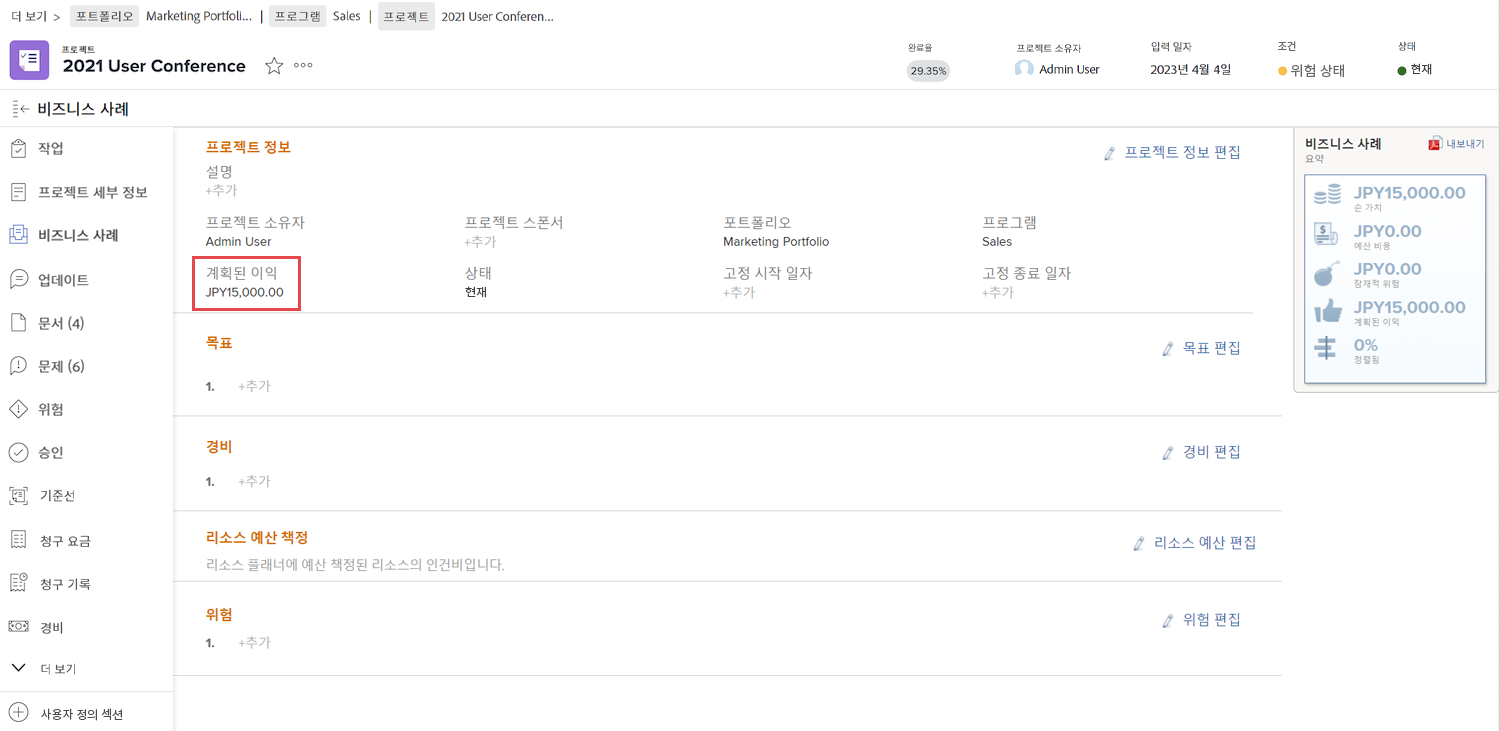 더 보기 > 포트폴리오 Marketing Portfoli... | 프로그램 Sales | 프로젝트 2021 User Conferen...
프로젝트
2021 User Conference
완료율
29.35%
프로젝트 소유자
Admin User
입력 일자
2023년 4월 4일
조건
위험 상태
상태
현재
비즈니스 사례
작업
프로젝트 세부 정보
비즈니스 사례
업데이트
문서 (4)
문제 (6)
위험
승인
기준선
청구 요금
청구 기록
경비
더 보기
사용자 정의 섹션
프로젝트 정보
프로젝트 정보 편집
설명
+추가
프로젝트 소유자
Admin User
프로젝트 스폰서
+추가
포트폴리오
Marketing Portfolio
프로그램
Sales
계획된 이익
JPY15,000.00
상태
현재
고정 시작 일자
+추가
고정 종료 일자
+추가
목표
목표 편집
1. +추가
경비
경비 편집
1. +추가
리소스 예산 책정
리소스 예산 편집
리소스 플래너에 예산 책정된 리소스의 인건비입니다.
위험
위험 편집
1. +추가
비즈니스 사례
요약
내보내기
JPY15,000.00
순 가치
JPY0.00
예산 비용
JPY0.00
잠재적 위험
JPY15,000.00
계획된 이익
0%
정렬됨